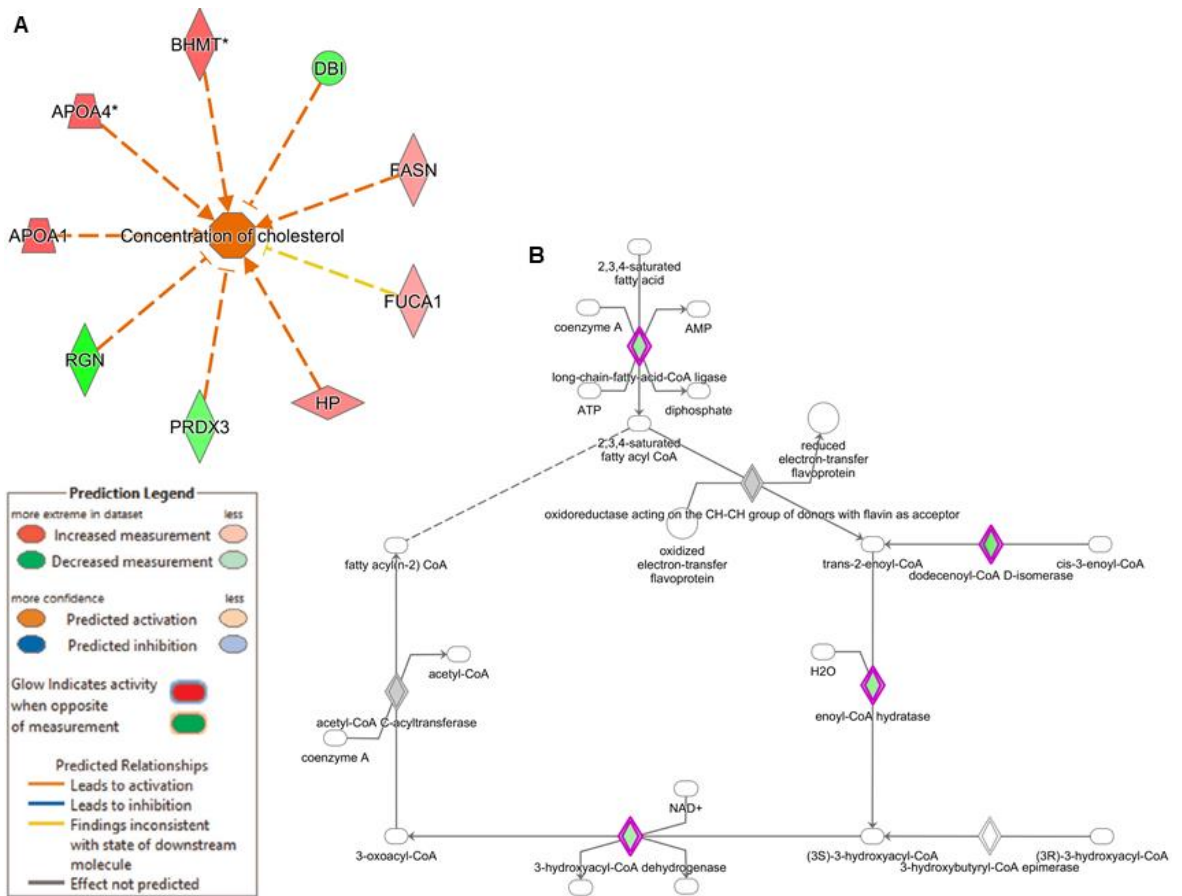 A
BHMT*
DBI
APOA4*
FASN
APOA1
Concentration of cholesterol
FUCA1
RGN
HP
PRDX3
Prediction Legend
more extreme in dataset
less
Increased measurement
Decreased measurement
more confidence
less
Predicted activation
Predicted inhibition
Glow Indicates activity
when opposite
of measurement
Predicted Relationships
Leads to activation
Leads to inhibition
Findings inconsistent
with state of downstream
molecule
Effect not predicted
B
2,3,4-saturated
fatty acid
coenzyme A
AMP
long-chain-fatty-acid-CoA ligase
ATP
diphosphate
2,3,4-saturated
fatty acyl CoA
reduced
electron-transfer
flavoprotein
oxidoreductase acting on the CH-CH group of donors with flavin as acceptor
oxidized
electron-transfer
flavoprotein
fatty acyl(n-2) CoA
trans-2-enoyl-CoA
cis-3-enoyl-CoA
dodecenoyl-CoA D-isomerase
H2O
acetyl-CoA
enoyl-CoA hydratase
acetyl-CoA C-acyltransferase
coenzyme A
NAD+
3-oxoacyl-CoA
3-hydroxyacyl-CoA dehydrogenase
(3S)-3-hydroxyacyl-CoA
(3R)-3-hydroxyacyl-CoA
3-hydroxybutyryl-CoA epimerase